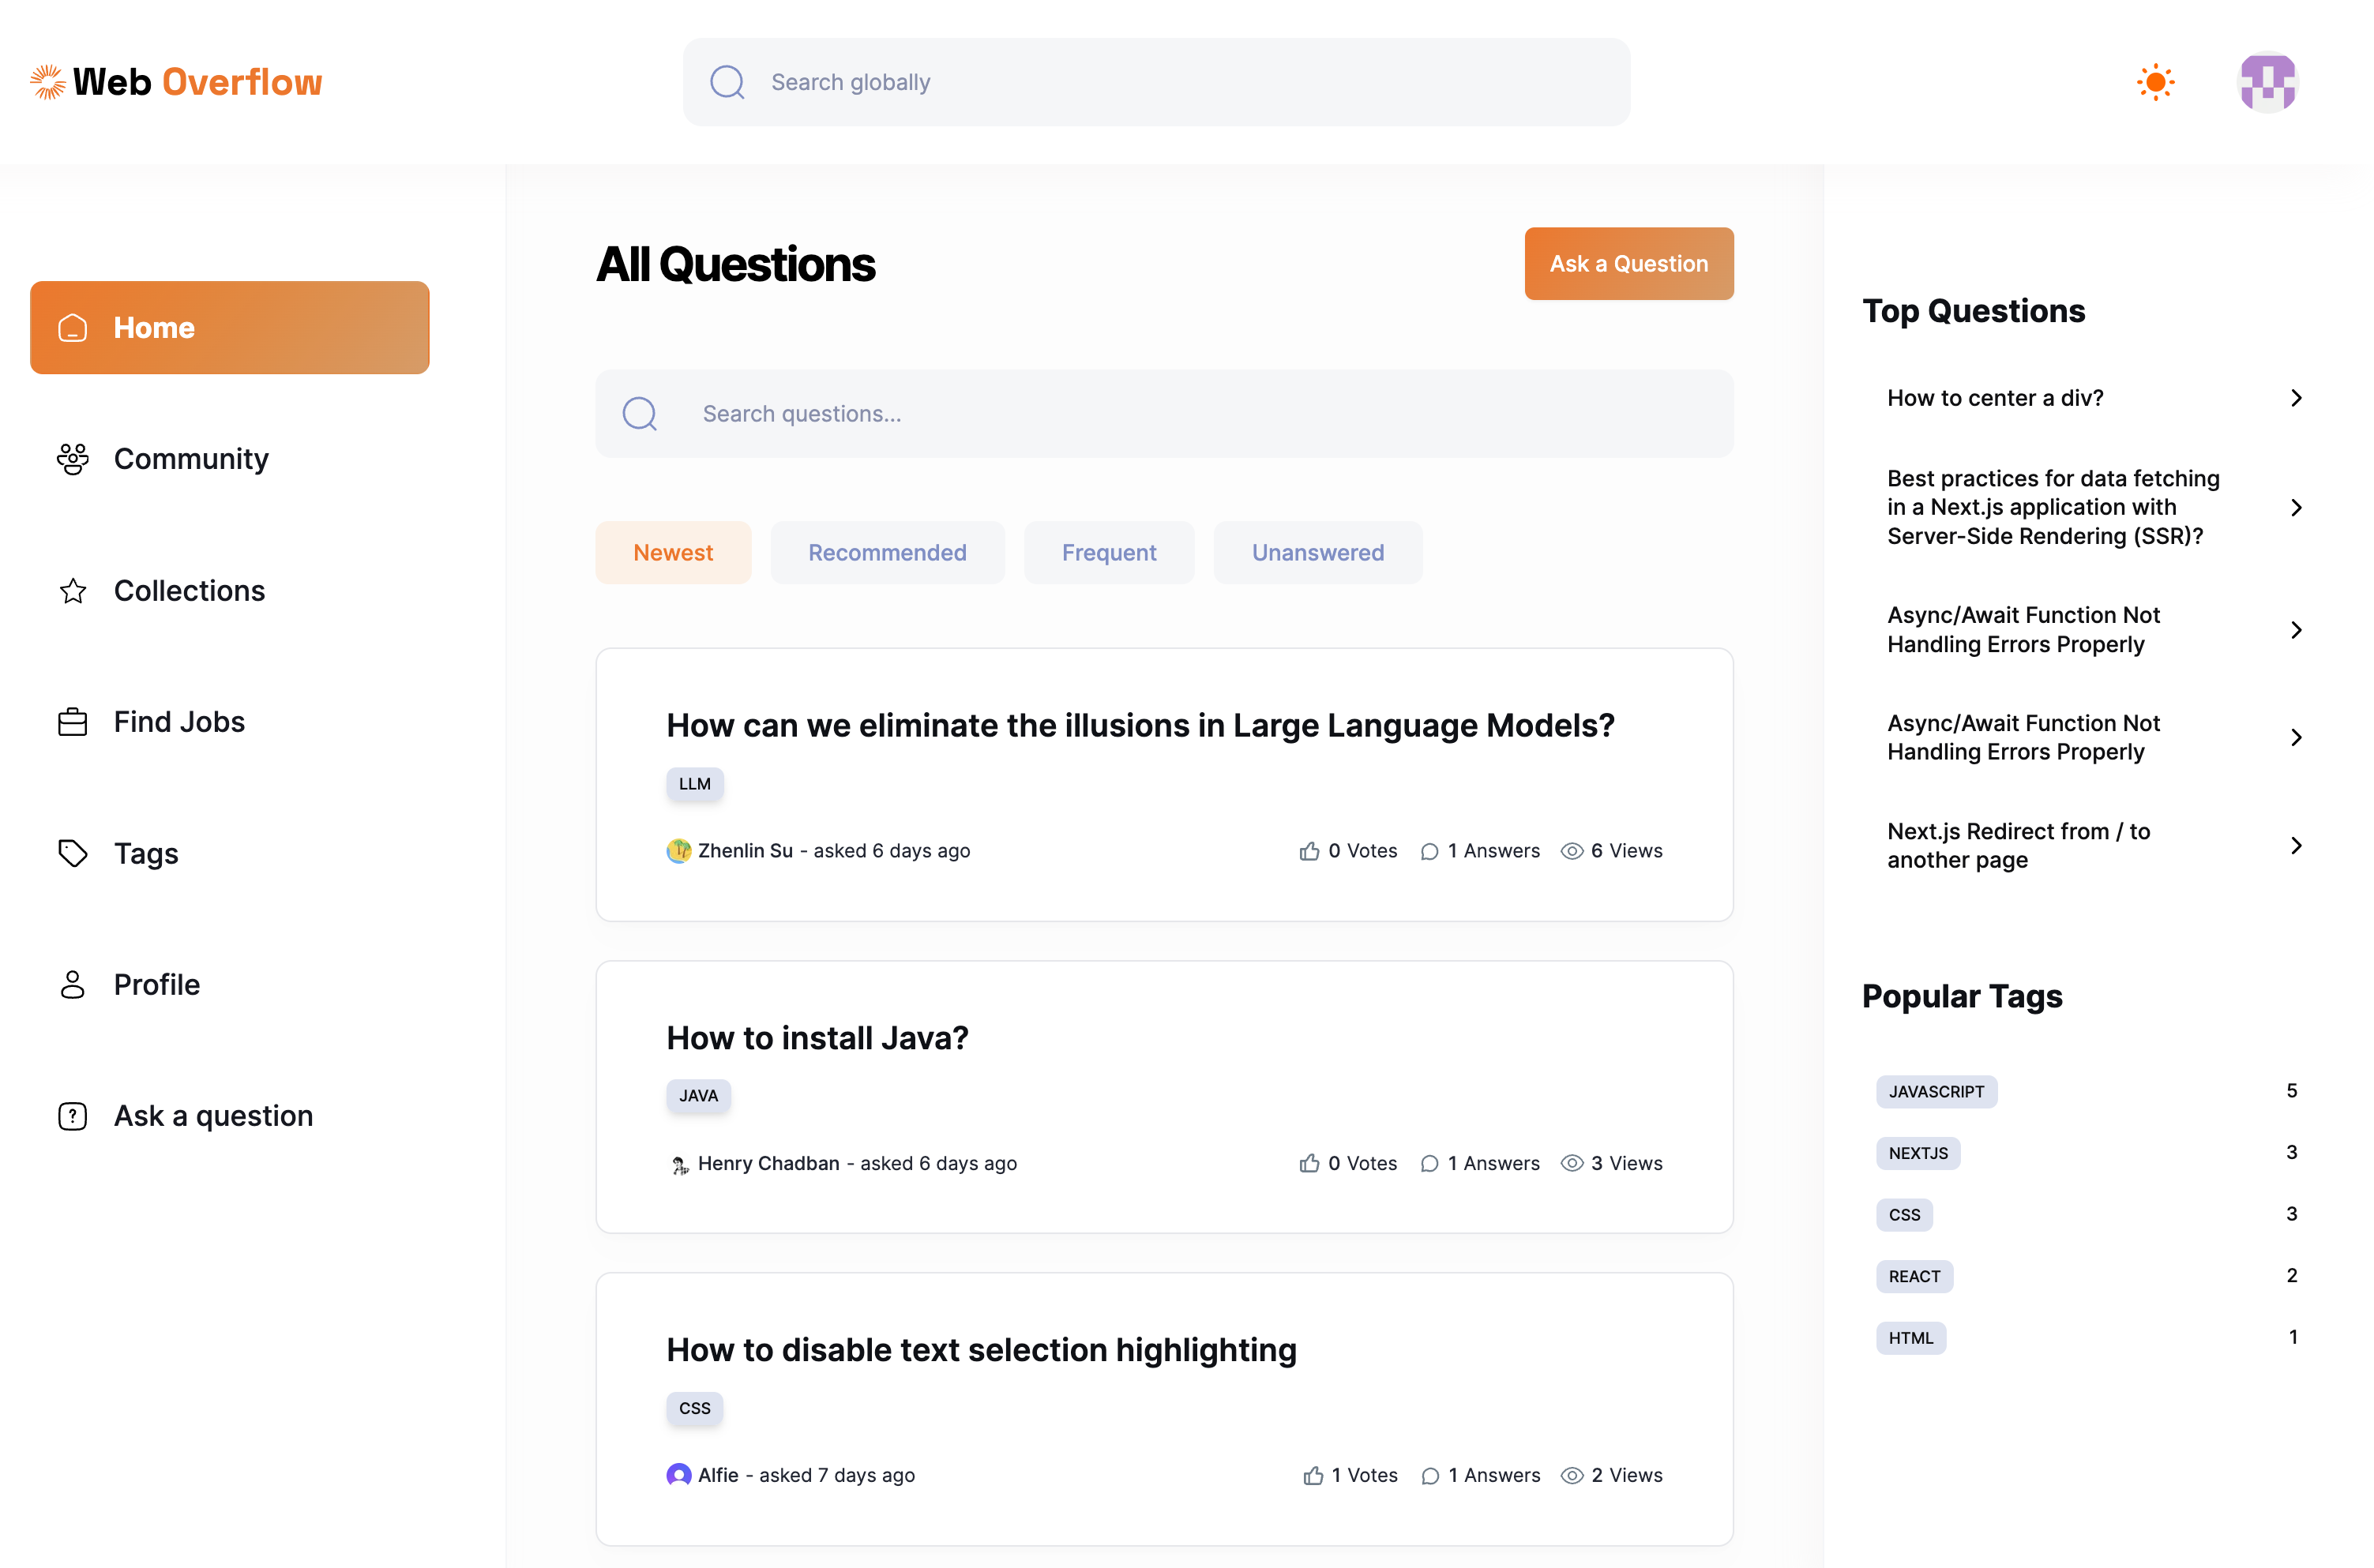 Web Overflow
Search globally
Home
Community
Collections
Find Jobs
Tags
Profile
Ask a question
All Questions
Ask a Question
Search questions...
Newest
Recommended
Frequent
Unanswered
How can we eliminate the illusions in Large Language Models?
LLM
Zhenlin Su - asked 6 days ago
0 Votes
1 Answers
6 Views
How to install Java?
JAVA
Henry Chadban - asked 6 days ago
0 Votes
1 Answers
3 Views
How to disable text selection highlighting
CSS
Alfie - asked 7 days ago
1 Votes
1 Answers
2 Views
Top Questions
How to center a div?
Best practices for data fetching
in a Next.js application with
Server-Side Rendering (SSR)?
Async/Await Function Not
Handling Errors Properly
Async/Await Function Not
Handling Errors Properly
Next.js Redirect from / to
another page
Popular Tags
JAVASCRIPT 5
NEXTJS 3
CSS 3
REACT 2
HTML 1